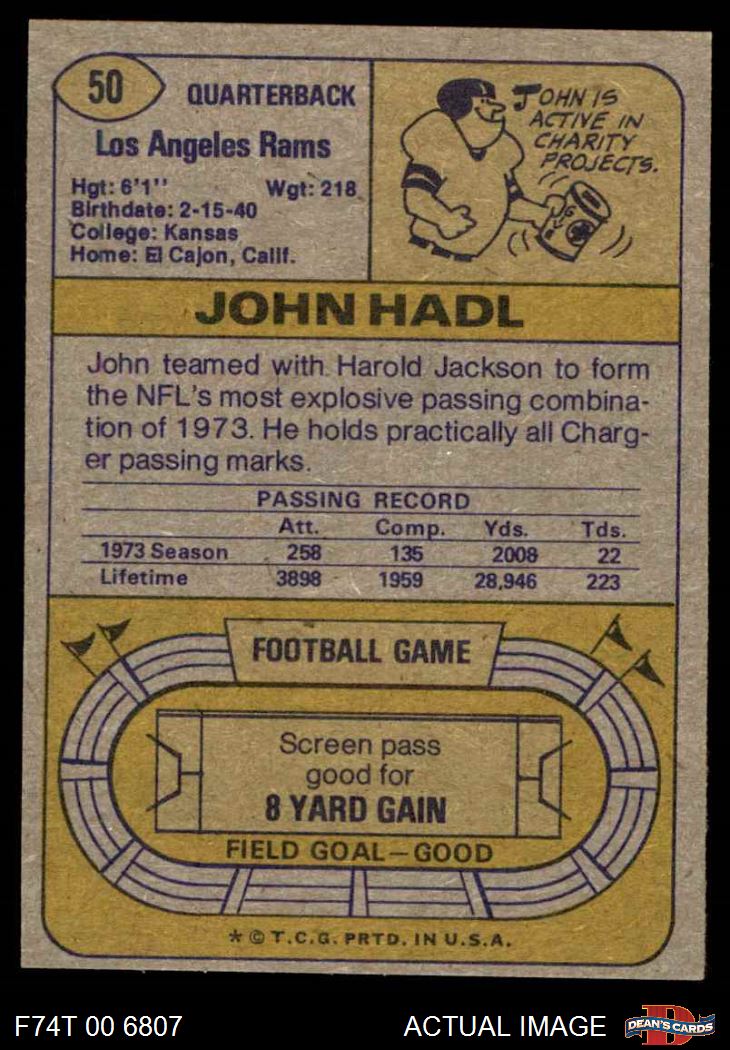 50
QUARTERBACK
Los Angeles Rams
Hgt: 6'1'' Wgt: 218
Birthdate: 2-15-40
College: Kansas
Home: El Cajon, Calif.
JOHN IS
ACTIVE IN
CHARITY
PROJECTS.
JOHN HADL
John teamed with Harold Jackson to form
the NFL's most explosive passing combina-
tion of 1973. He holds practically all Charg-
er passing marks.
PASSING RECORD
Att. Comp. Yds. Tds.
1973 Season 258 135 2008 22
Lifetime 3898 1959 28,946 223
FOOTBALL GAME
Screen pass
good for
8 YARD GAIN
FIELD GOAL—GOOD
* © T.C.G. PRTD. IN U.S.A.
F74T 00 6807 ACTUAL IMAGE
D
DEAN'S CARDS